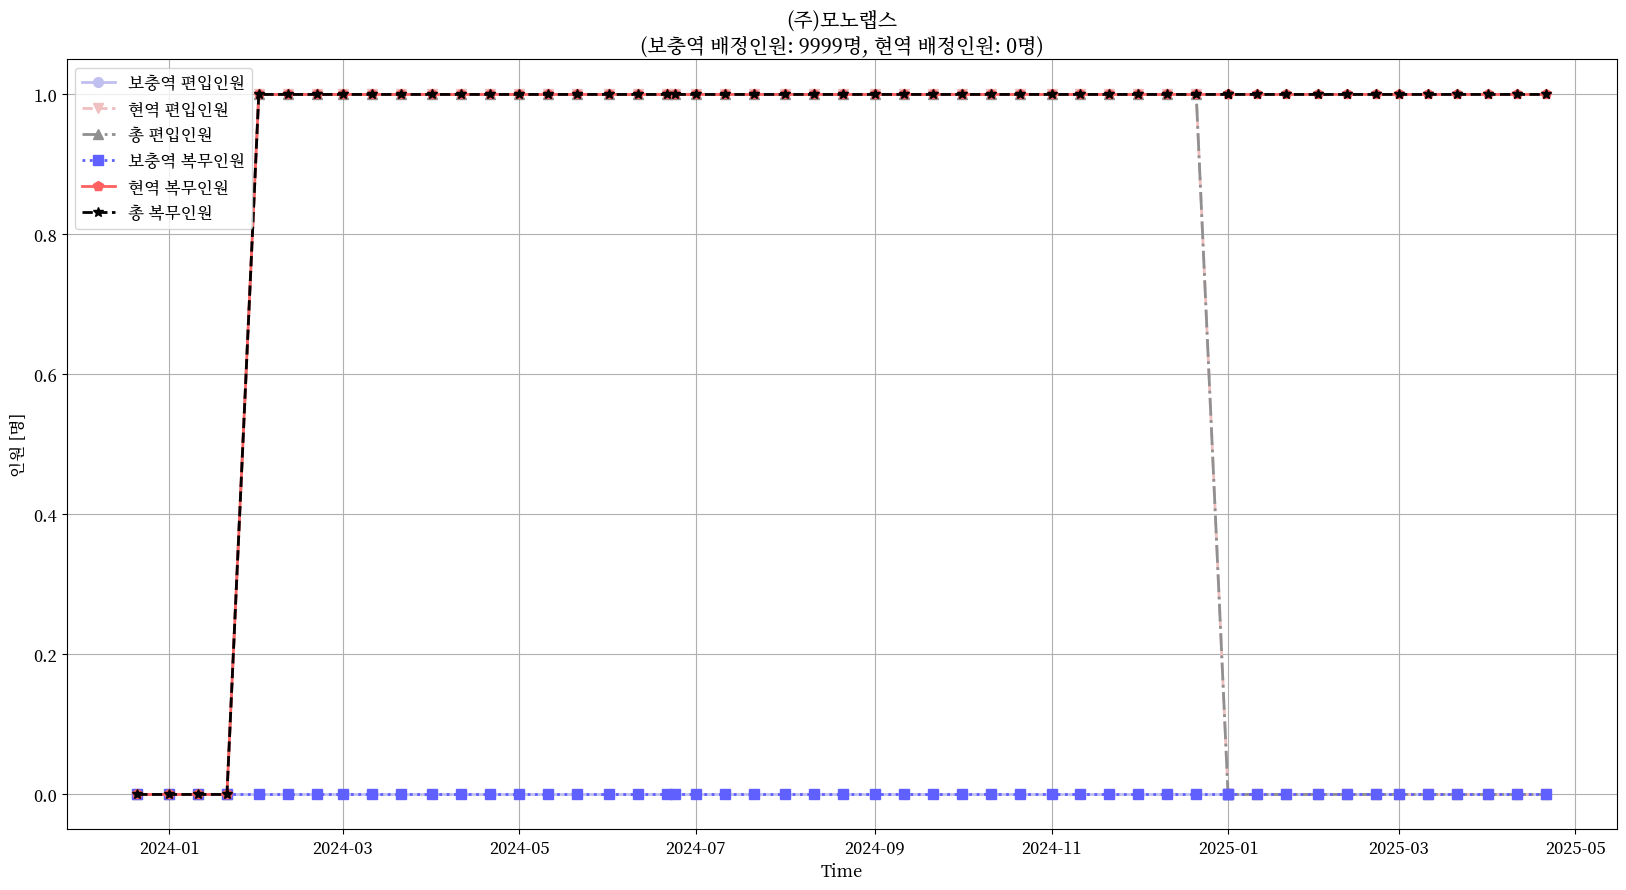 (주)모노랩스
(보충역 배정인원: 9999명, 현역 배정인원: 0명)
보충역 편입인원
현역 편입인원
총 편입인원
보충역 복무인원
현역 복무인원
총 복무인원
1.0
0.8
0.6
0.4
0.2
0.0
인원 [명]
2024-01
2024-03
2024-05
2024-07
2024-09
2024-11
2025-01
2025-03
2025-05
Time